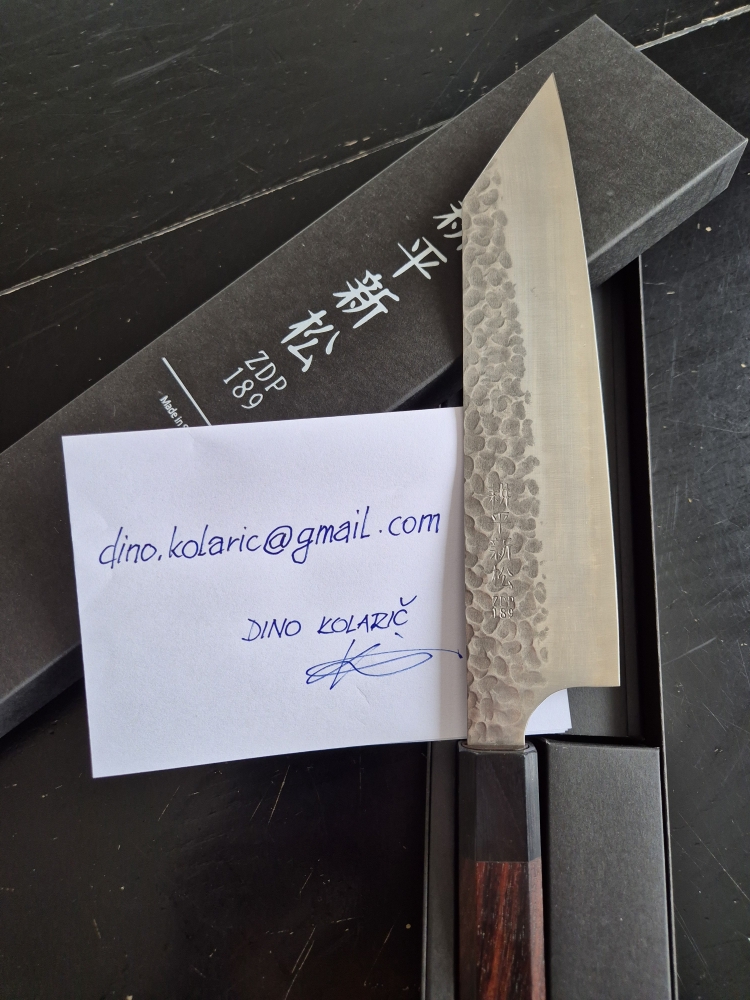 耕平新松
ZDP
189
Made in
dino.kolaric@gmail.com
DINO KOLARIČ
耕平新松
ZDP
189